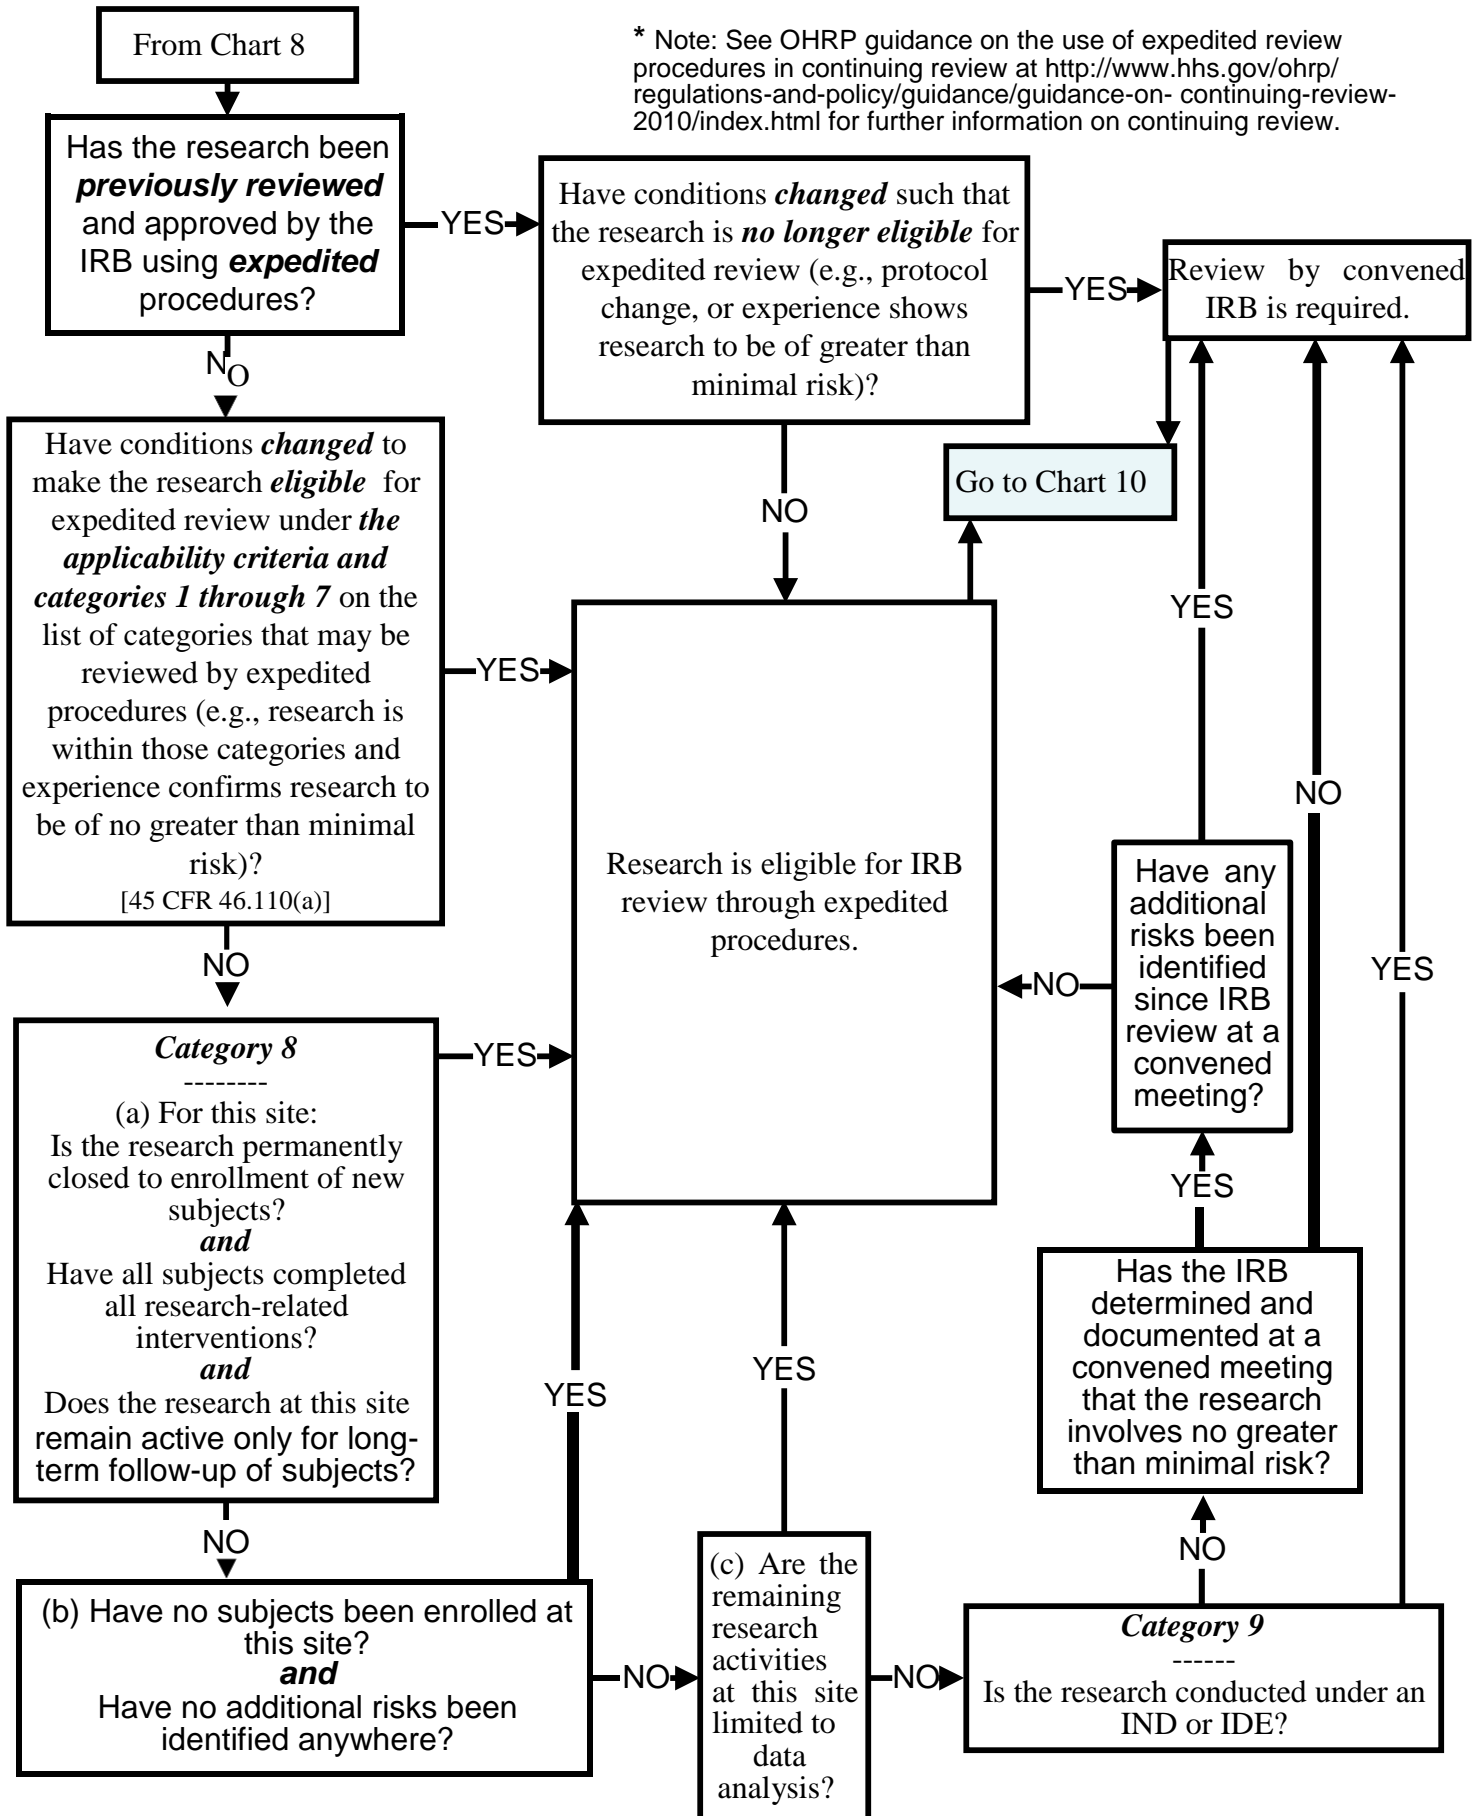 From Chart 8
* Note: See OHRP guidance on the use of expedited review
procedures in continuing review at http://www.hhs.gov/ohrp/
regulations-and-policy/guidance/guidance-on- continuing-review-
2010/index.html for further information on continuing review.
Has the research been
previously reviewed
and approved by the
IRB using expedited
procedures?
YES
Have conditions changed such that
the research is no longer eligible for
expedited review (e.g., protocol
change, or experience shows
research to be of greater than
minimal risk)?
YES
Review by convened
IRB is required.
NO
Have conditions changed to
make the research eligible for
expedited review under the
applicability criteria and
categories 1 through 7 on the
list of categories that may be
reviewed by expedited
procedures (e.g., research is
within those categories and
experience confirms research to
be of no greater than minimal
risk)?
[45 CFR 46.110(a)]
YES
NO
Go to Chart 10
Research is eligible for IRB
review through expedited
procedures.
YES
NO
YES
Have any
additional
risks been
identified
since IRB
review at a
convened
meeting?
NO
YES
NO
Category 8
--------
(a) For this site:
Is the research permanently
closed to enrollment of new
subjects?
and
Have all subjects completed
all research-related
interventions?
and
Does the research at this site
remain active only for long-
term follow-up of subjects?
YES
NO
(b) Have no subjects been enrolled at
this site?
and
Have no additional risks been
identified anywhere?
YES
NO
(c) Are the
remaining
research
activities
at this site
limited to
data
analysis?
YES
NO
Has the IRB
determined and
documented at a
convened meeting
that the research
involves no greater
than minimal risk?
YES
NO
Category 9
------
Is the research conducted under an
IND or IDE?